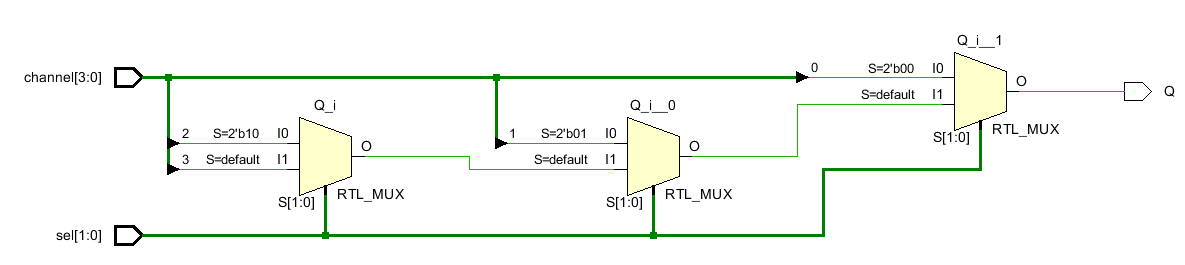 Q_i__1
channel[3:0]
0
S=2'b00
I0
O
S=default
I1
Q
Q_i
Q_i__0
S[1:0]
RTL_MUX
2
S=2'b10
I0
O
3
S=default
I1
1
S=2'b01
I0
O
S=default
I1
S[1:0]
RTL_MUX
S[1:0]
RTL_MUX
sel[1:0]